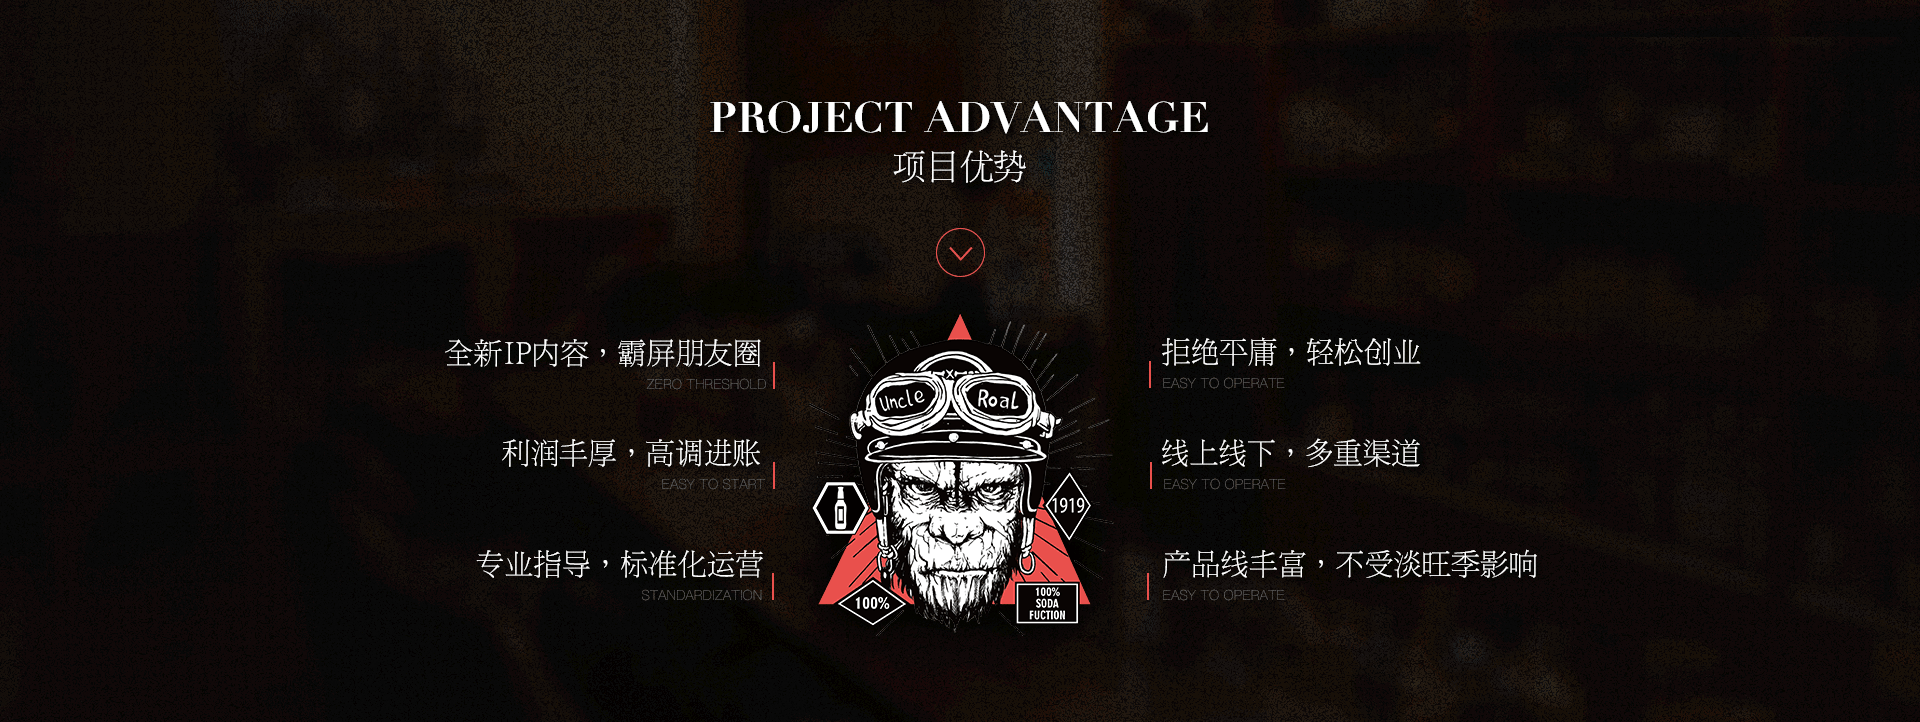 PROJECT ADVANTAGE
项目优势
全新IP内容，霸屏朋友圈
ZERO THRESHOLD
利润丰厚，高调进账
EASY TO START
专业指导，标准化运营
STANDARDIZATION
Uncle Roal
X
1919
100%
100%
SODA
FUCTION
拒绝平庸，轻松创业
EASY TO OPERATE
线上线下，多重渠道
EASY TO OPERATE
产品线丰富，不受淡旺季影响
EASY TO OPERATE